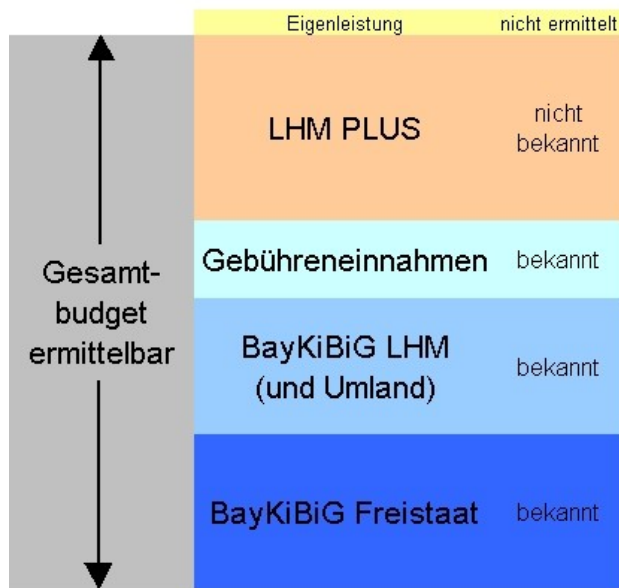 Eigenleistung nicht ermittelt
LHM PLUS nicht
bekannt
Gebühreneinnahmen bekannt
Gesamt-
budget
ermittelbar
BayKiBiG LHM
(und Umland) bekannt
BayKiBiG Freistaat bekannt